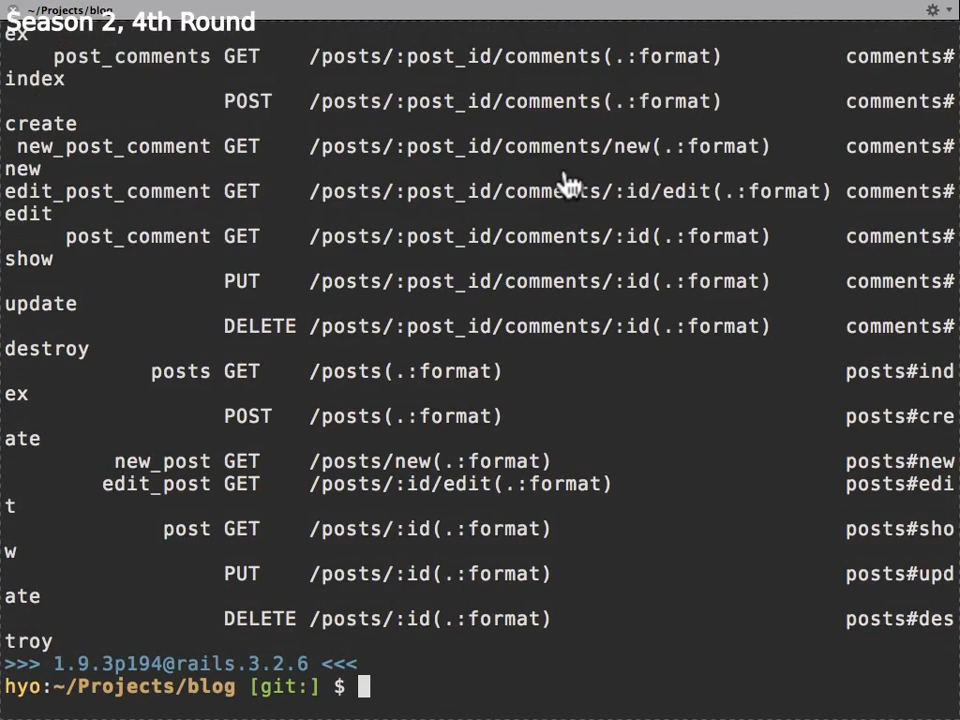 ~/Projects/blog
Season 2, 4th Round
ex
post_comments GET /posts/:post_id/comments(.:format) comments#
index
POST /posts/:post_id/comments(.:format) comments#
create
new_post_comment GET /posts/:post_id/comments/new(.:format) comments#
new
edit_post_comment GET /posts/:post_id/comments/:id/edit(.:format) comments#
edit
post_comment GET /posts/:post_id/comments/:id(.:format) comments#
show
PUT /posts/:post_id/comments/:id(.:format) comments#
update
DELETE /posts/:post_id/comments/:id(.:format) comments#
destroy
posts GET /posts(.:format) posts#ind
ex
POST /posts(.:format) posts#cre
ate
new_post GET /posts/new(.:format) posts#new
edit_post GET /posts/:id/edit(.:format) posts#edi
t
post GET /posts/:id(.:format) posts#sho
w
PUT /posts/:id(.:format) posts#upd
ate
DELETE /posts/:id(.:format) posts#des
troy
>>> 1.9.3p194@rails.3.2.6 <<<
hyo:~/Projects/blog [git:] $